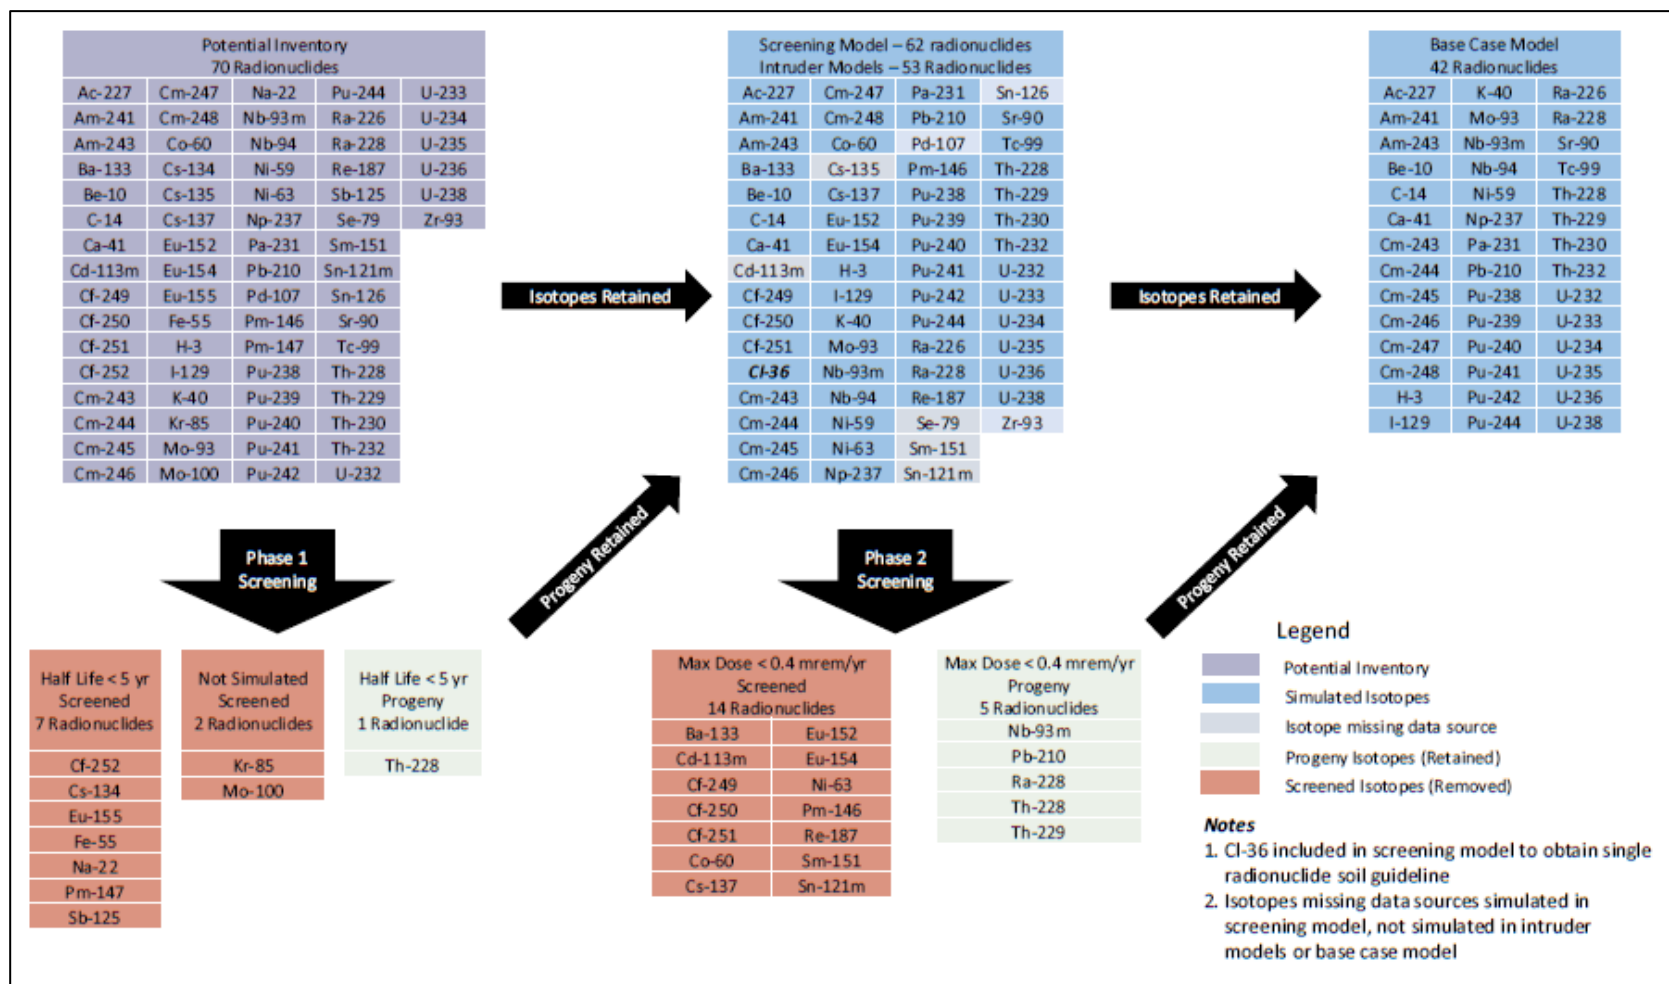 Potential Inventory
70 Radionuclides
Ac-227 Cm-247 Na-22 Pu-244 U-233
Am-241 Cm-248 Nb-93m Ra-226 U-234
Am-243 Co-60 Nb-94 Ra-228 U-235
Ba-133 Cs-134 Ni-59 Re-187 U-236
Be-10 Cs-135 Ni-63 Sb-125 U-238
C-14 Cs-137 Np-237 Se-79 Zr-93
Ca-41 Eu-152 Pa-231 Sm-151
Cd-113m Eu-154 Pb-210 Sn-121m
Cf-249 Eu-155 Pd-107 Sn-126
Cf-250 Fe-55 Pm-146 Sr-90
Cf-251 H-3 Pm-147 Tc-99
Cf-252 I-129 Pu-238 Th-228
Cm-243 K-40 Pu-239 Th-229
Cm-244 Kr-85 Pu-240 Th-230
Cm-245 Mo-93 Pu-241 Th-232
Cm-246 Mo-100 Pu-242 U-232
Isotopes Retained
Screening Model – 62 radionuclides
Intruder Models – 53 Radionuclides
Ac-227 Cm-247 Pa-231 Sn-126
Am-241 Cm-248 Pb-210 Sr-90
Am-243 Co-60 Pd-107 Tc-99
Ba-133 Cs-135 Pm-146 Th-228
Be-10 Cs-137 Pu-238 Th-229
C-14 Eu-152 Pu-239 Th-230
Ca-41 Eu-154 Pu-240 Th-232
Cd-113m H-3 Pu-241 U-232
Cf-249 I-129 Pu-242 U-233
Cf-250 K-40 Pu-244 U-234
Cf-251 Mo-93 Ra-226 U-235
Cl-36 Nb-93m Ra-228 U-236
Cm-243 Nb-94 Re-187 U-238
Cm-244 Ni-59 Se-79 Zr-93
Cm-245 Ni-63 Sm-151
Cm-246 Np-237 Sn-121m
Isotopes Retained
Base Case Model
42 Radionuclides
Ac-227 K-40 Ra-226
Am-241 Mo-93 Ra-228
Am-243 Nb-93m Sr-90
Be-10 Nb-94 Tc-99
C-14 Ni-59 Th-228
Ca-41 Np-237 Th-229
Cm-243 Pa-231 Th-230
Cm-244 Pb-210 Th-232
Cm-245 Pu-238 U-232
Cm-246 Pu-239 U-233
Cm-247 Pu-240 U-234
Cm-248 Pu-241 U-235
H-3 Pu-242 U-236
I-129 Pu-244 U-238
Phase 1
Screening
Progeny Retained
Phase 2
Screening
Progeny Retained
Half Life < 5 yr
Screened
7 Radionuclides
Cf-252
Cs-134
Eu-155
Fe-55
Na-22
Pm-147
Sb-125
Not Simulated
Screened
2 Radionuclides
Kr-85
Mo-100
Half Life < 5 yr
Progeny
1 Radionuclide
Th-228
Max Dose < 0.4 mrem/yr
Screened
14 Radionuclides
Ba-133 Eu-152
Cd-113m Eu-154
Cf-249 Ni-63
Cf-250 Pm-146
Cf-251 Re-187
Co-60 Sm-151
Cs-137 Sn-121m
Max Dose < 0.4 mrem/yr
Progeny
5 Radionuclides
Nb-93m
Pb-210
Ra-228
Th-228
Th-229
Legend
Potential Inventory
Simulated Isotopes
Isotope missing data source
Progeny Isotopes (Retained)
Screened Isotopes (Removed)
Notes
1. Cl-36 included in screening model to obtain single
radionuclide soil guideline
2. Isotopes missing data sources simulated in
screening model, not simulated in intruder
models or base case model